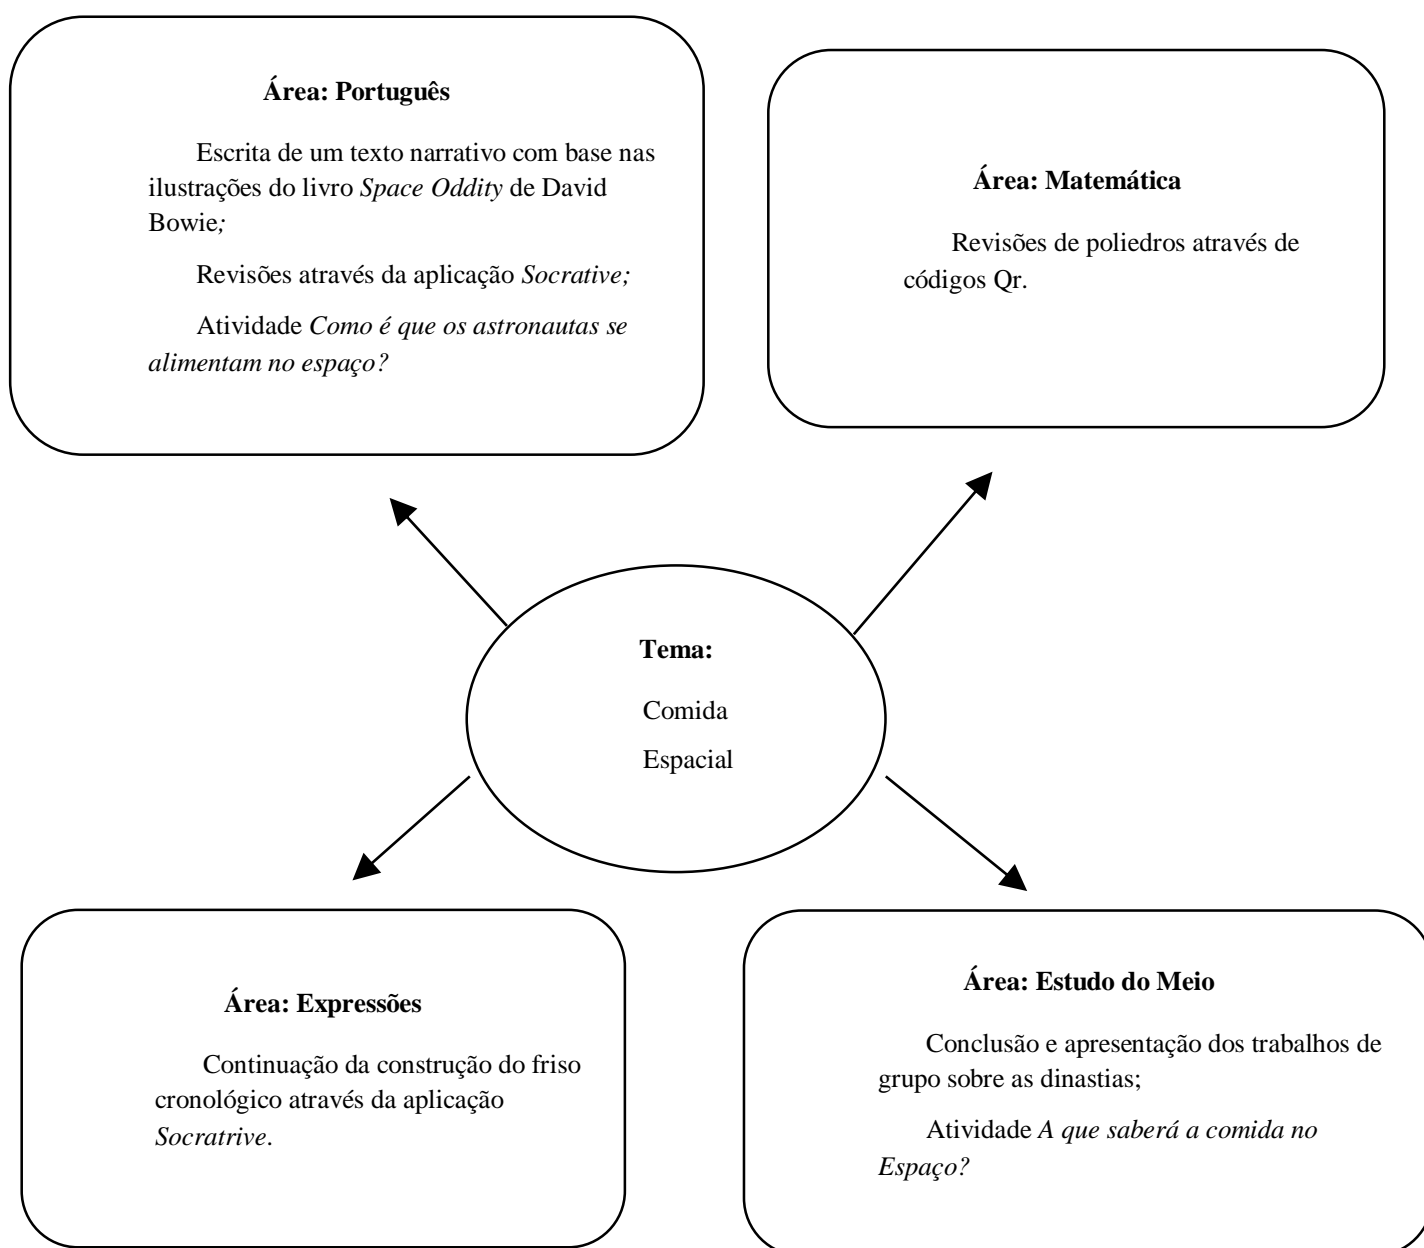 Área: Português
Escrita de um texto narrativo com base nas
ilustrações do livro Space Oddity de David
Bowie;
Revisões através da aplicação Socrative;
Atividade Como é que os astronautas se
alimentam no espaço?
Área: Matemática
Revisões de poliedros através de
códigos Qr.
Tema:
Comida
Espacial
Área: Expressões
Continuação da construção do friso
cronológico através da aplicação
Socratrive.
Área: Estudo do Meio
Conclusão e apresentação dos trabalhos de
grupo sobre as dinastias;
Atividade A que saberá a comida no
Espaço?